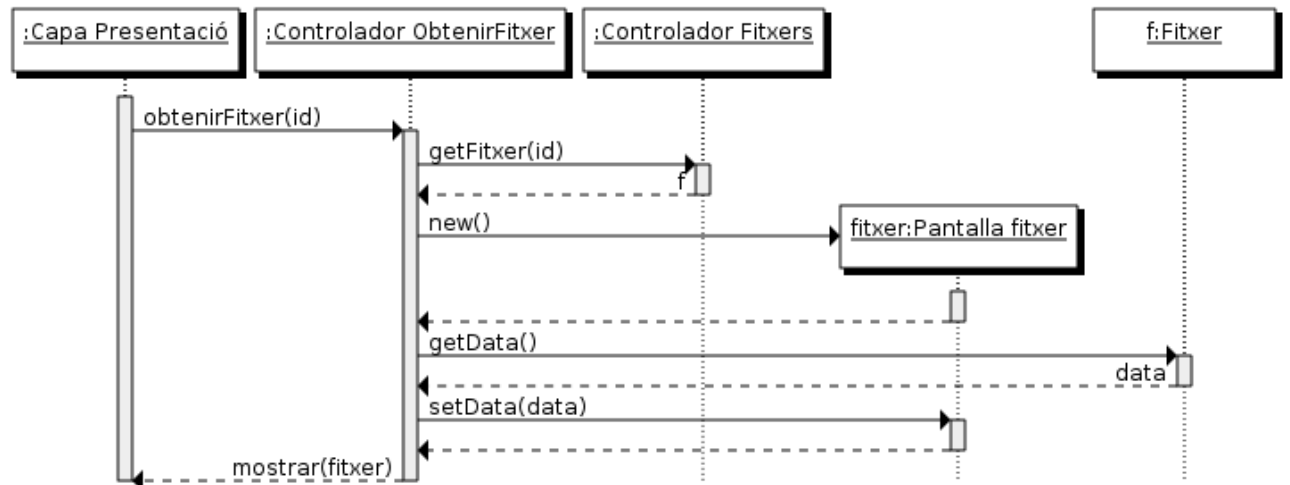 :Capa Presentació
:Controlador ObtenirFitxer
:Controlador Fitxers
f:Fitxer
obtenirFitxer(id)
getFitxer(id)
f
new()
fitxer:Pantalla fitxer
getData()
data
setData(data)
mostrar(fitxer)